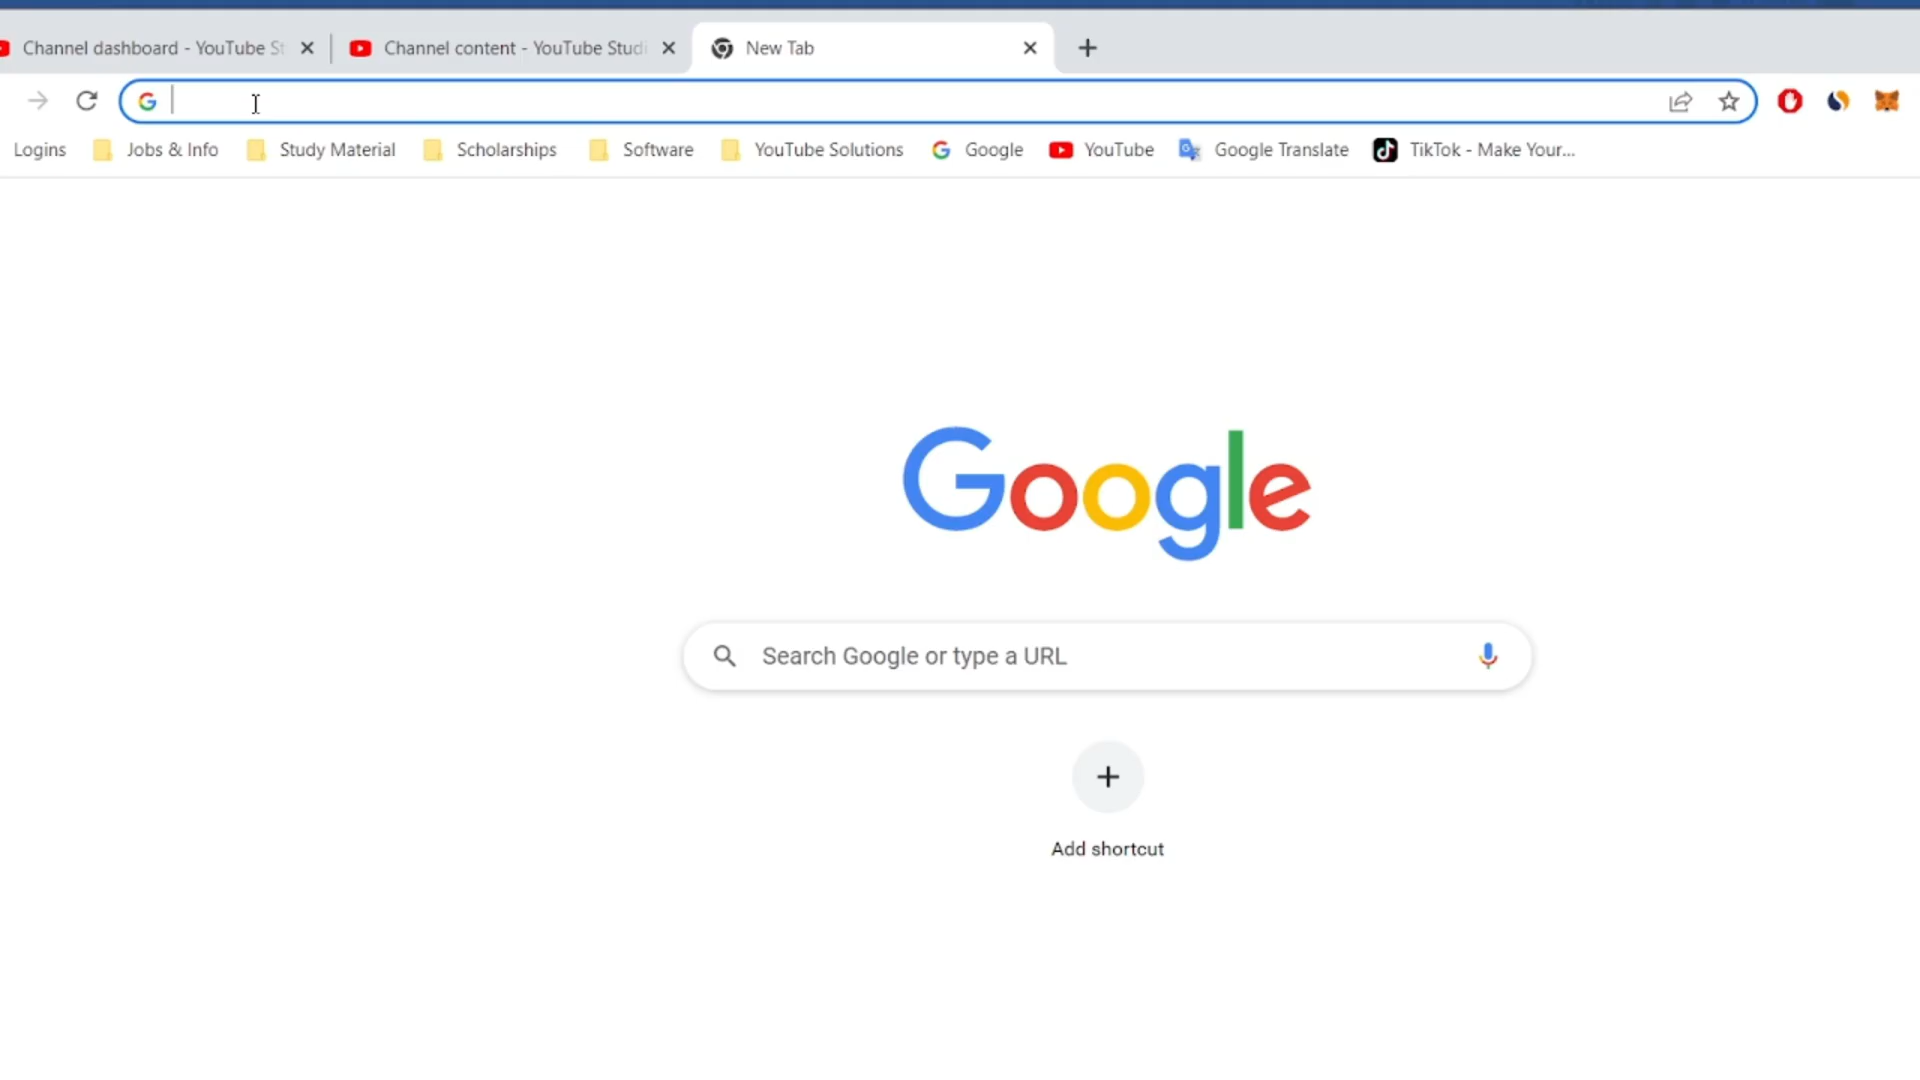 Channel dashboard - YouTube St
Channel content - YouTube Studi
New Tab
Logins
Jobs & Info
Study Material
Scholarships
Software
YouTube Solutions
Google
YouTube
Google Translate
TikTok - Make Your...
Google
Search Google or type a URL
Add shortcut